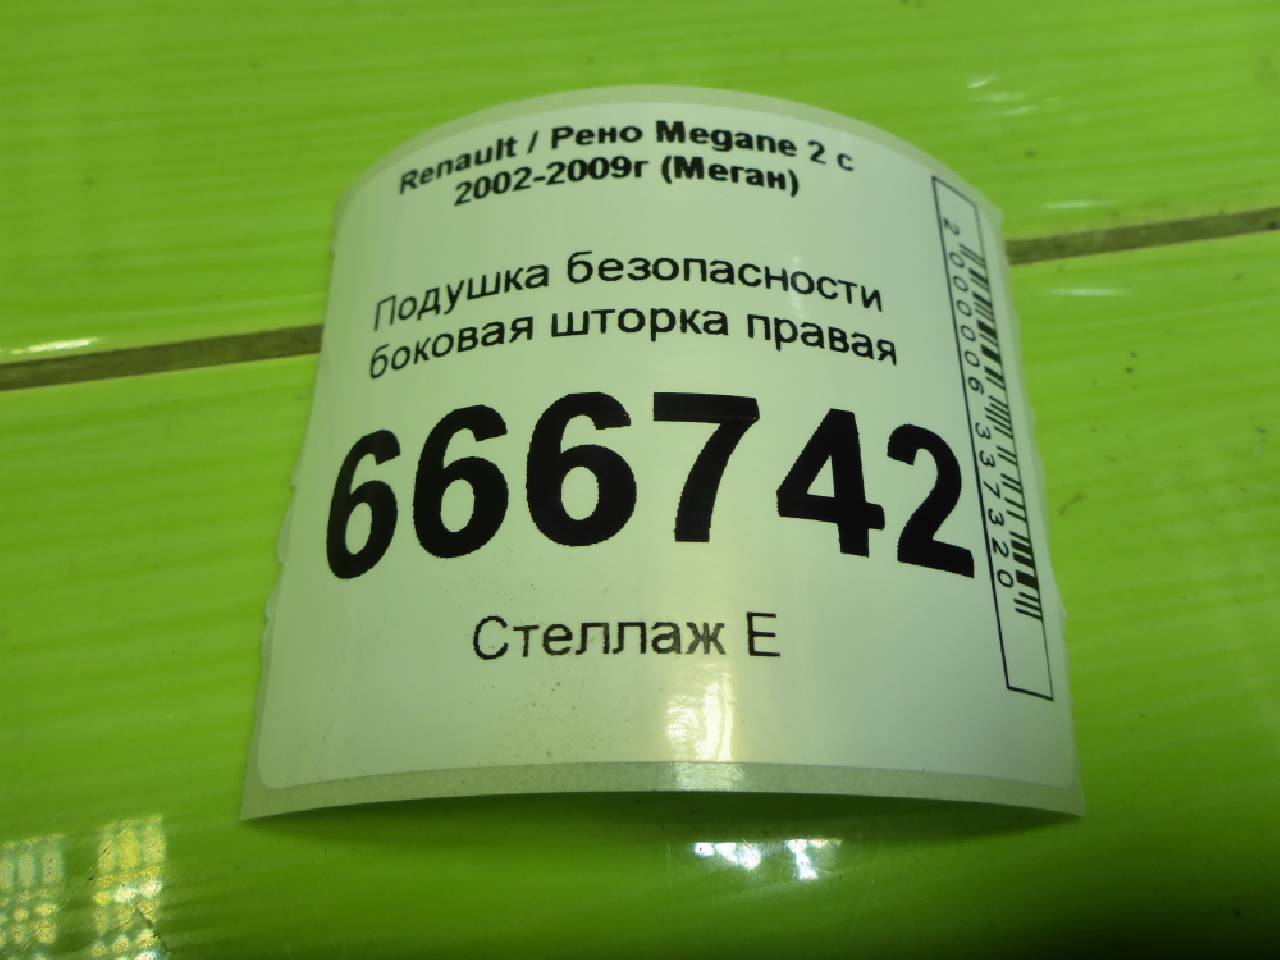 Renault / Рено Megane 2 с
2002-2009г (Меган)
Подушка безопасности
боковая шторка правая
666742
Стеллаж Е
2000006337320